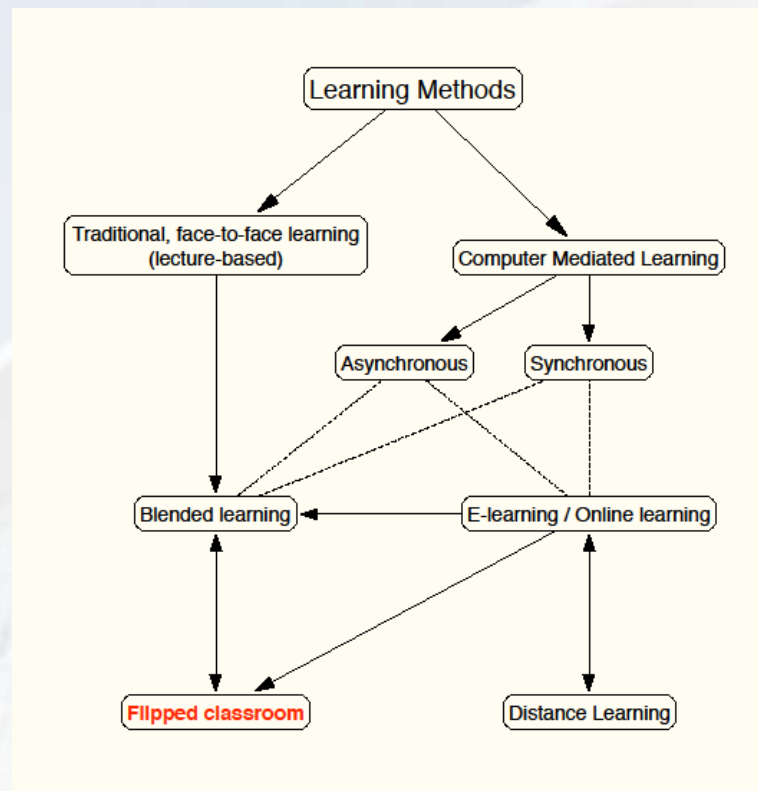 Learning Methods
Traditional, face-to-face learning
(lecture-based)
Computer Mediated Learning
Asynchronous
Synchronous
Blended learning
E-learning / Online learning
Flipped classroom
Distance Learning